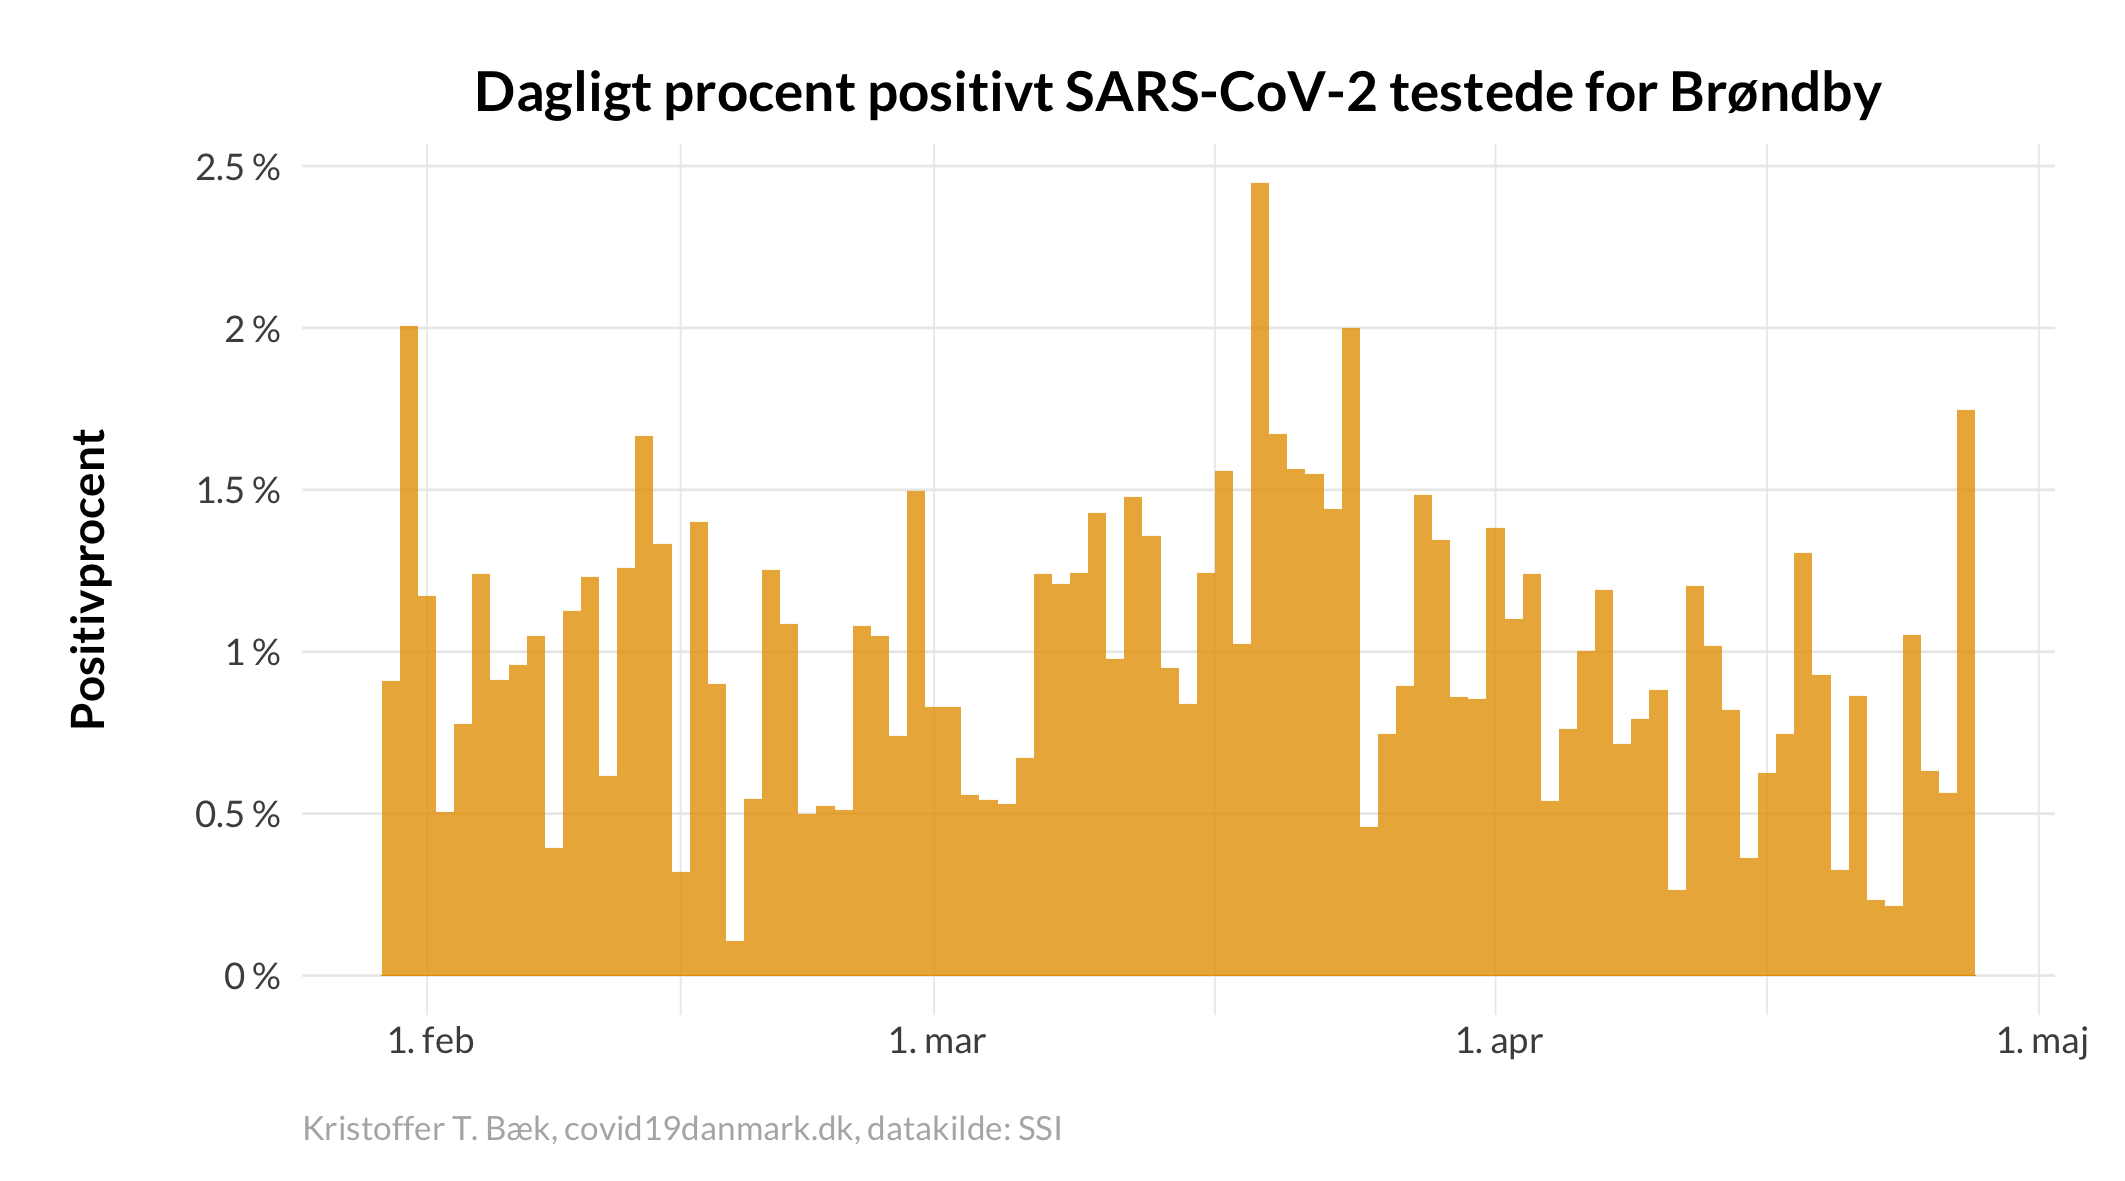 Dagligt procent positivt SARS-CoV-2 testede for Brøndby
Positivprocent
2.5 %
2 %
1.5 %
1 %
0.5 %
0 %
1. feb
1. mar
1. apr
1. maj
Kristoffer T. Bæk, covid19danmark.dk, datakilde: SSI